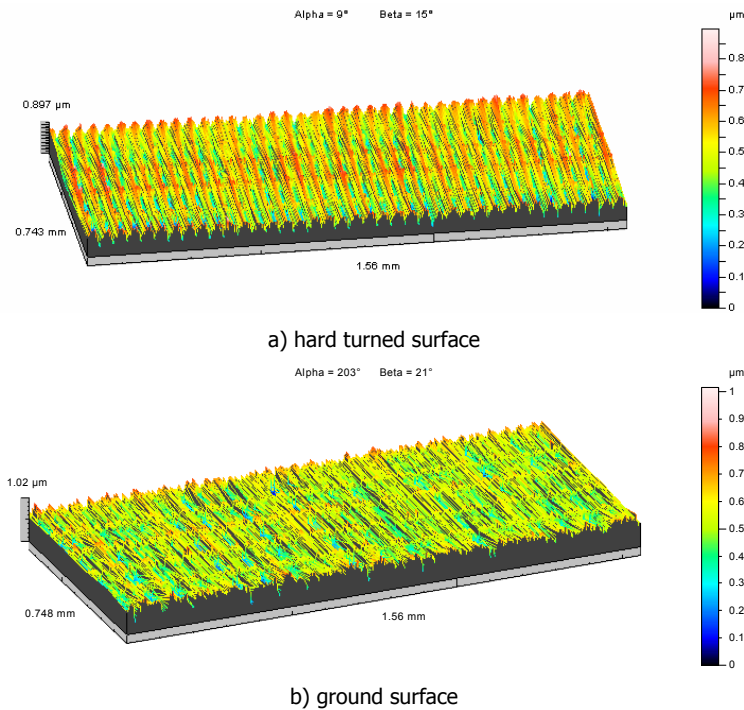 Alpha = 9° Beta = 15°
µm
0.8
0.7
0.6
0.5
0.4
0.3
0.2
0.1
0
0.897 µm
0.743 mm
1.56 mm
a) hard turned surface
Alpha = 203° Beta = 21°
µm
1
0.9
0.8
0.7
0.6
0.5
0.4
0.3
0.2
0.1
0
1.02 µm
0.748 mm
1.56 mm
b) ground surface